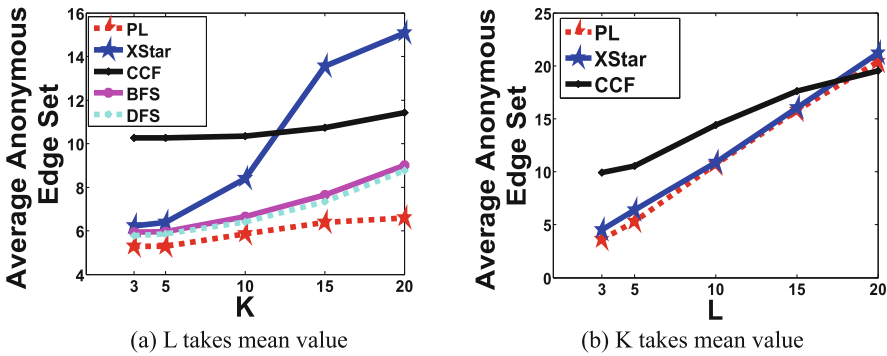 Average Anonymous
Edge Set
16
14
12
10
8
6
4
PL
XStar
CCF
BFS
DFS
3 5 10 15 20
K
(a) L takes mean value
Average Anonymous
Edge Set
25
20
15
10
5
0
PL
XStar
CCF
3 5 10 15 20
L
(b) K takes mean value